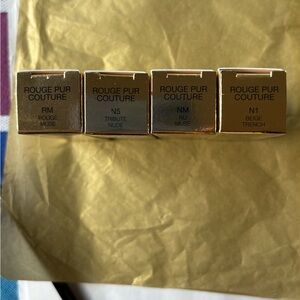 ROUGE PUR
COUTURE
RM
ROUGE
MUSE
ROUGE PUR
COUTURE
N5
TRIBUTE
NUDE
ROUGE PUR
COUTURE
NM
NU
MUSE
ROUGE PUR
COUTURE
N1
BEIGE
TRENCH